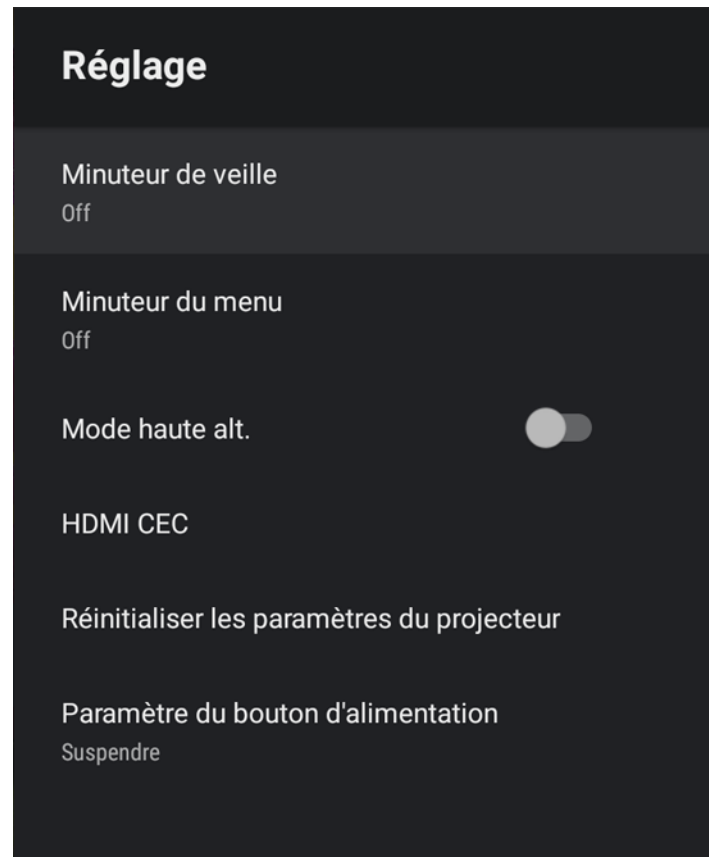 Réglage
Minuteur de veille
Off
Minuteur du menu
Off
Mode haute alt.
HDMI CEC
Réinitialiser les paramètres du projecteur
Paramètre du bouton d'alimentation
Suspendre